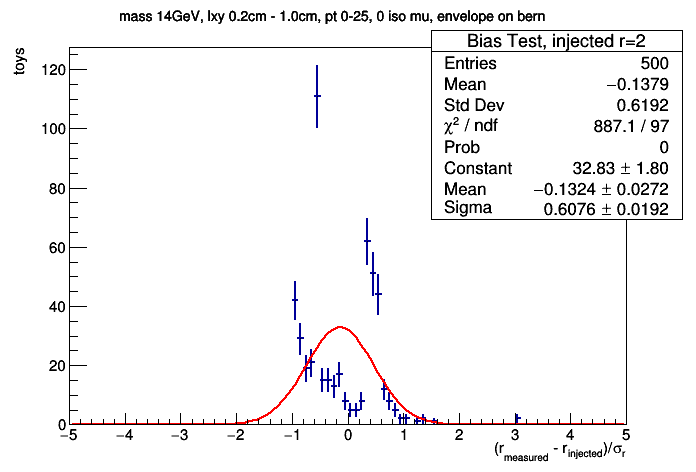 mass 14GeV, lxy 0.2cm - 1.0cm, pt 0-25, 0 iso mu, envelope on bern
Bias Test, injected r=2
Entries 500
Mean −0.1379
Std Dev 0.6192
χ² / ndf 887.1 / 97
Prob 0
Constant 32.83 ± 1.80
Mean −0.1324 ± 0.0272
Sigma 0.6076 ± 0.0192
toys
120
100
80
60
40
20
0
−5 −4 −3 −2 −1 0 1 2 3 4 5
(r_measured - r_injected)/σ_r